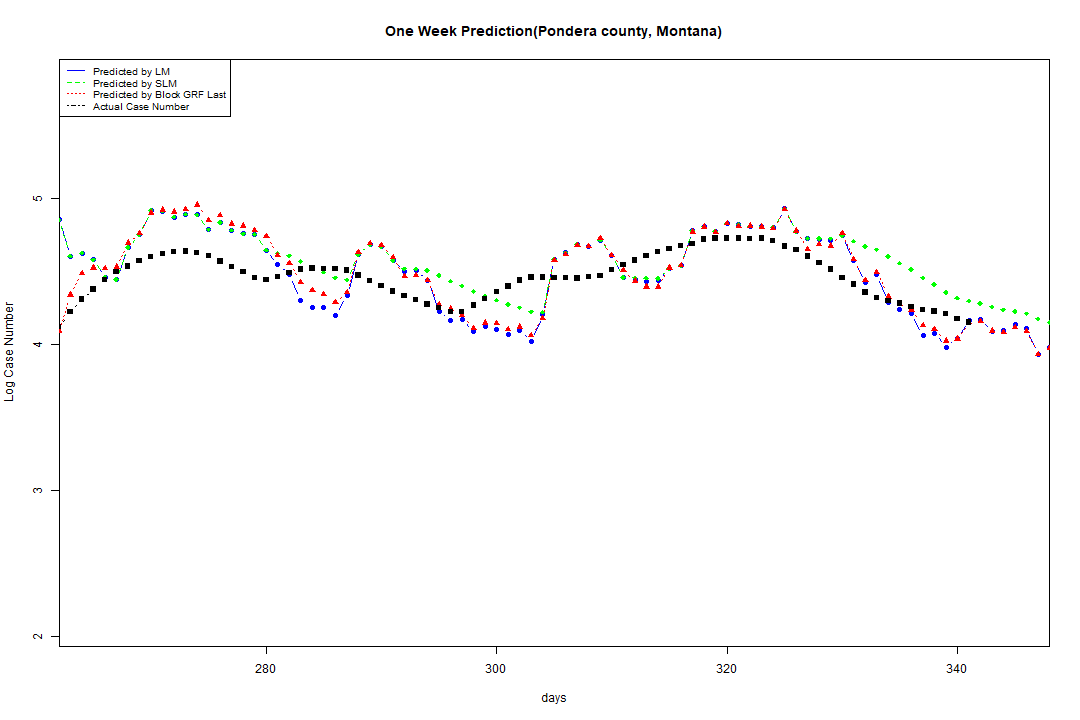 One Week Prediction(Pondera county, Montana)
Predicted by LM
Predicted by SLM
Predicted by Block GRF Last
Actual Case Number
5
4
3
2
Log Case Number
280 300 320 340
days